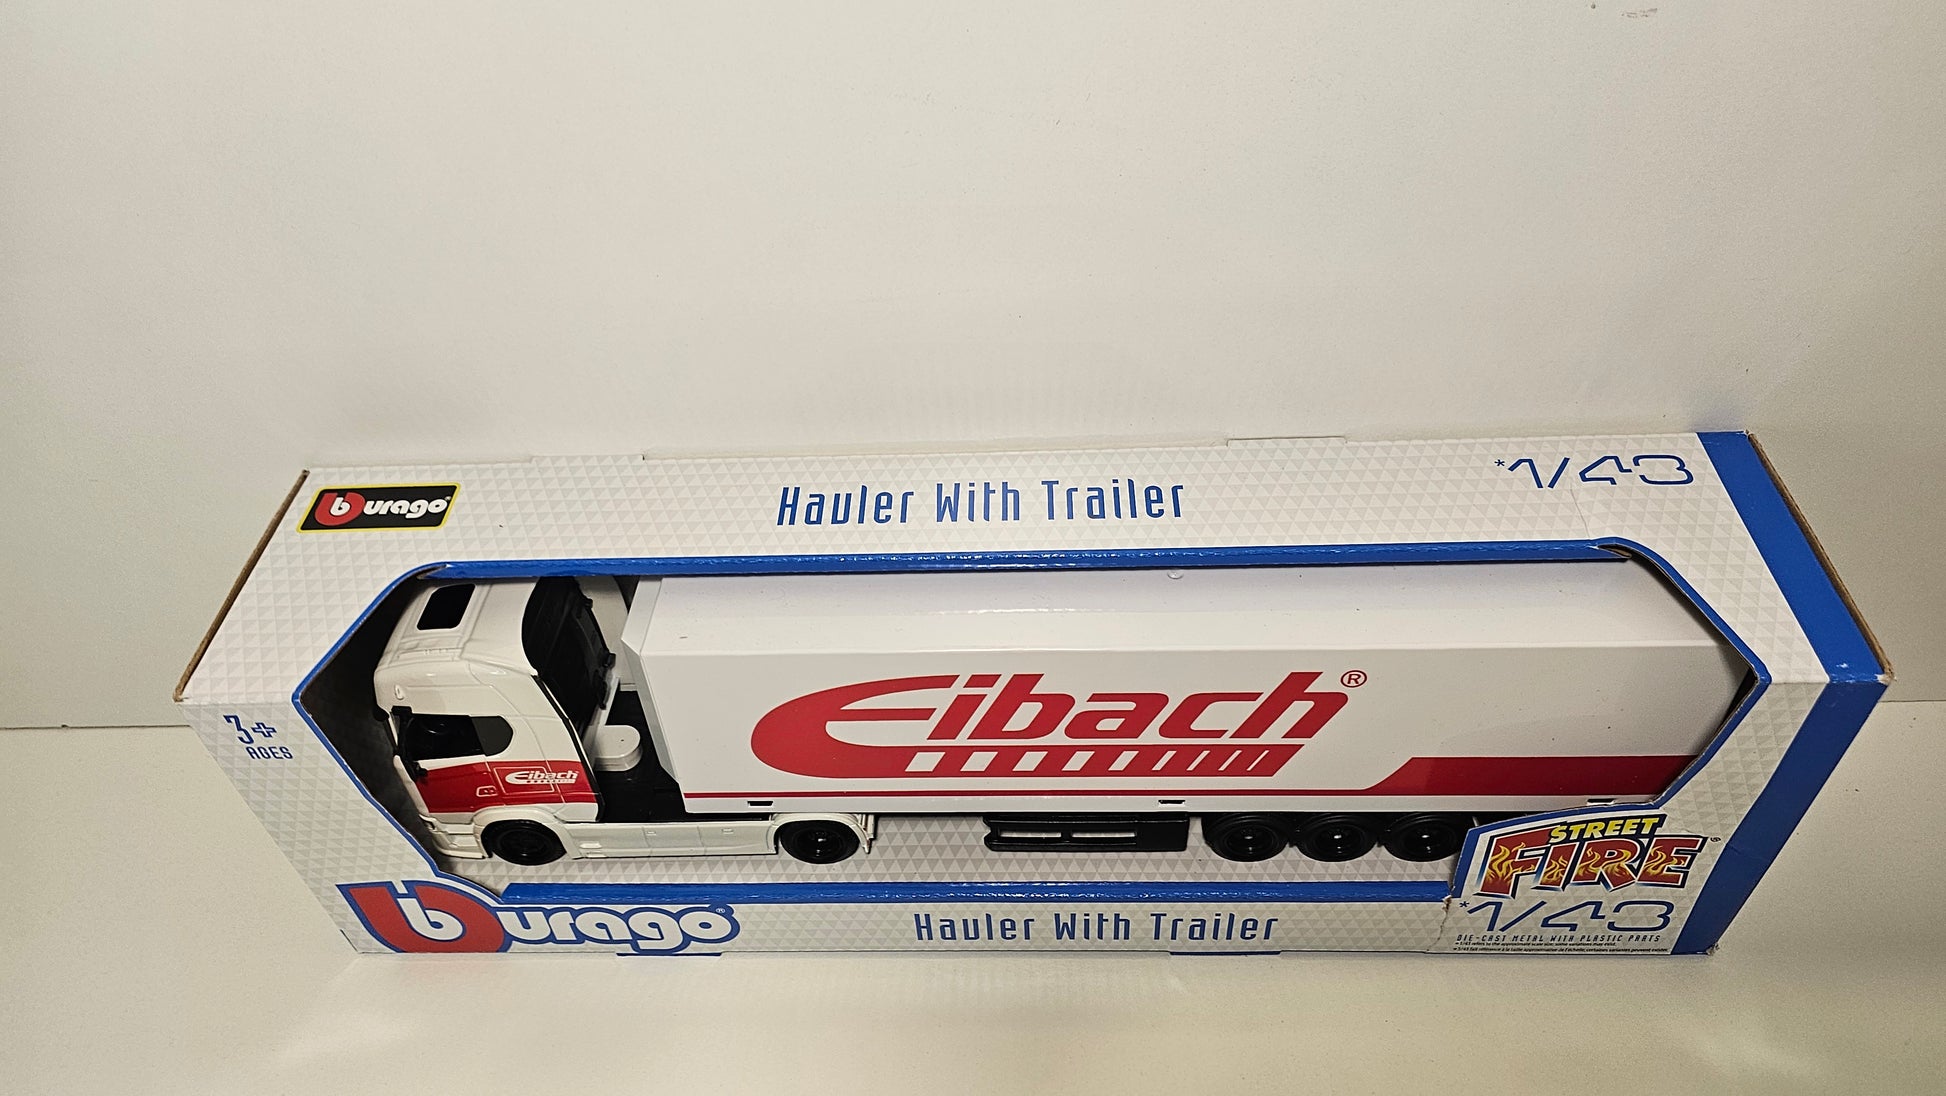 burago
Hauler With Trailer
*1/43
3+
AGES
Eibach®
Eibach
STREET
FIRE
*1/43
DIE-CAST METAL WITH PLASTIC PARTS
burago
Hauler With Trailer